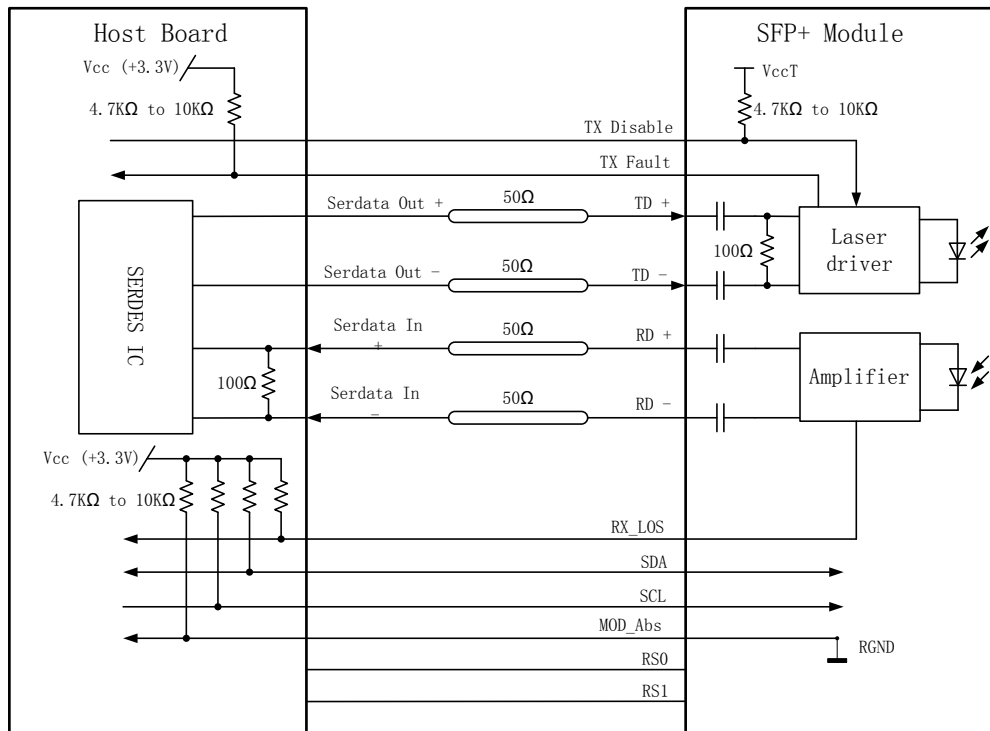 Host Board
SFP+ Module
Vcc (+3.3V)
VccT
4.7KΩ to 10KΩ
4.7KΩ to 10KΩ
TX Disable
TX Fault
Serdata Out +
50Ω
TD +
100Ω
Laser
driver
Serdata Out -
50Ω
TD -
SERDES IC
Serdata In
+
50Ω
RD +
100Ω
Amplifier
Serdata In
-
50Ω
RD -
Vcc (+3.3V)
4.7KΩ to 10KΩ
RX_LOS
SDA
SCL
MOD_Abs
RGND
RS0
RS1